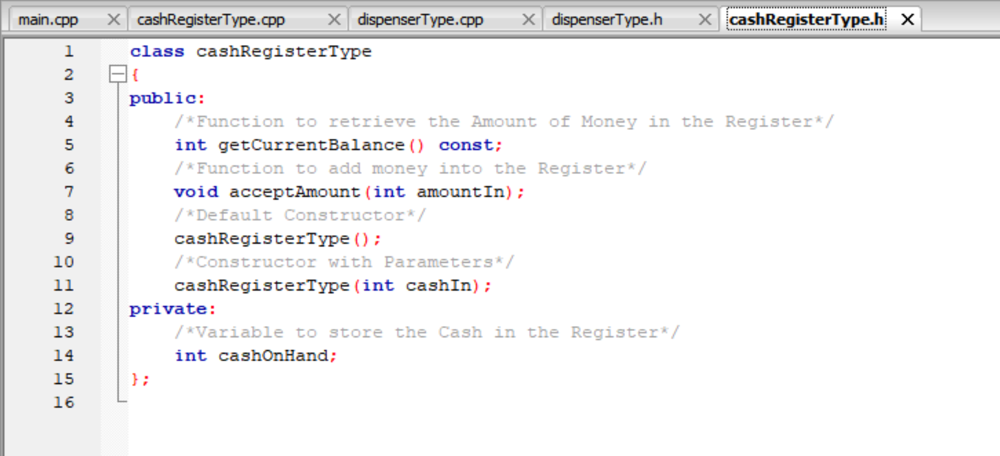 main.cpp cashRegisterType.cpp dispenserType.cpp dispenserType.h cashRegisterType.h
1 class cashRegisterType
2 {
3 public:
4 /*Function to retrieve the Amount of Money in the Register*/
5 int getCurrentBalance() const;
6 /*Function to add money into the Register*/
7 void acceptAmount(int amountIn);
8 /*Default Constructor*/
9 cashRegisterType();
10 /*Constructor with Parameters*/
11 cashRegisterType(int cashIn);
12 private:
13 /*Variable to store the Cash in the Register*/
14 int cashOnHand;
15 };
16